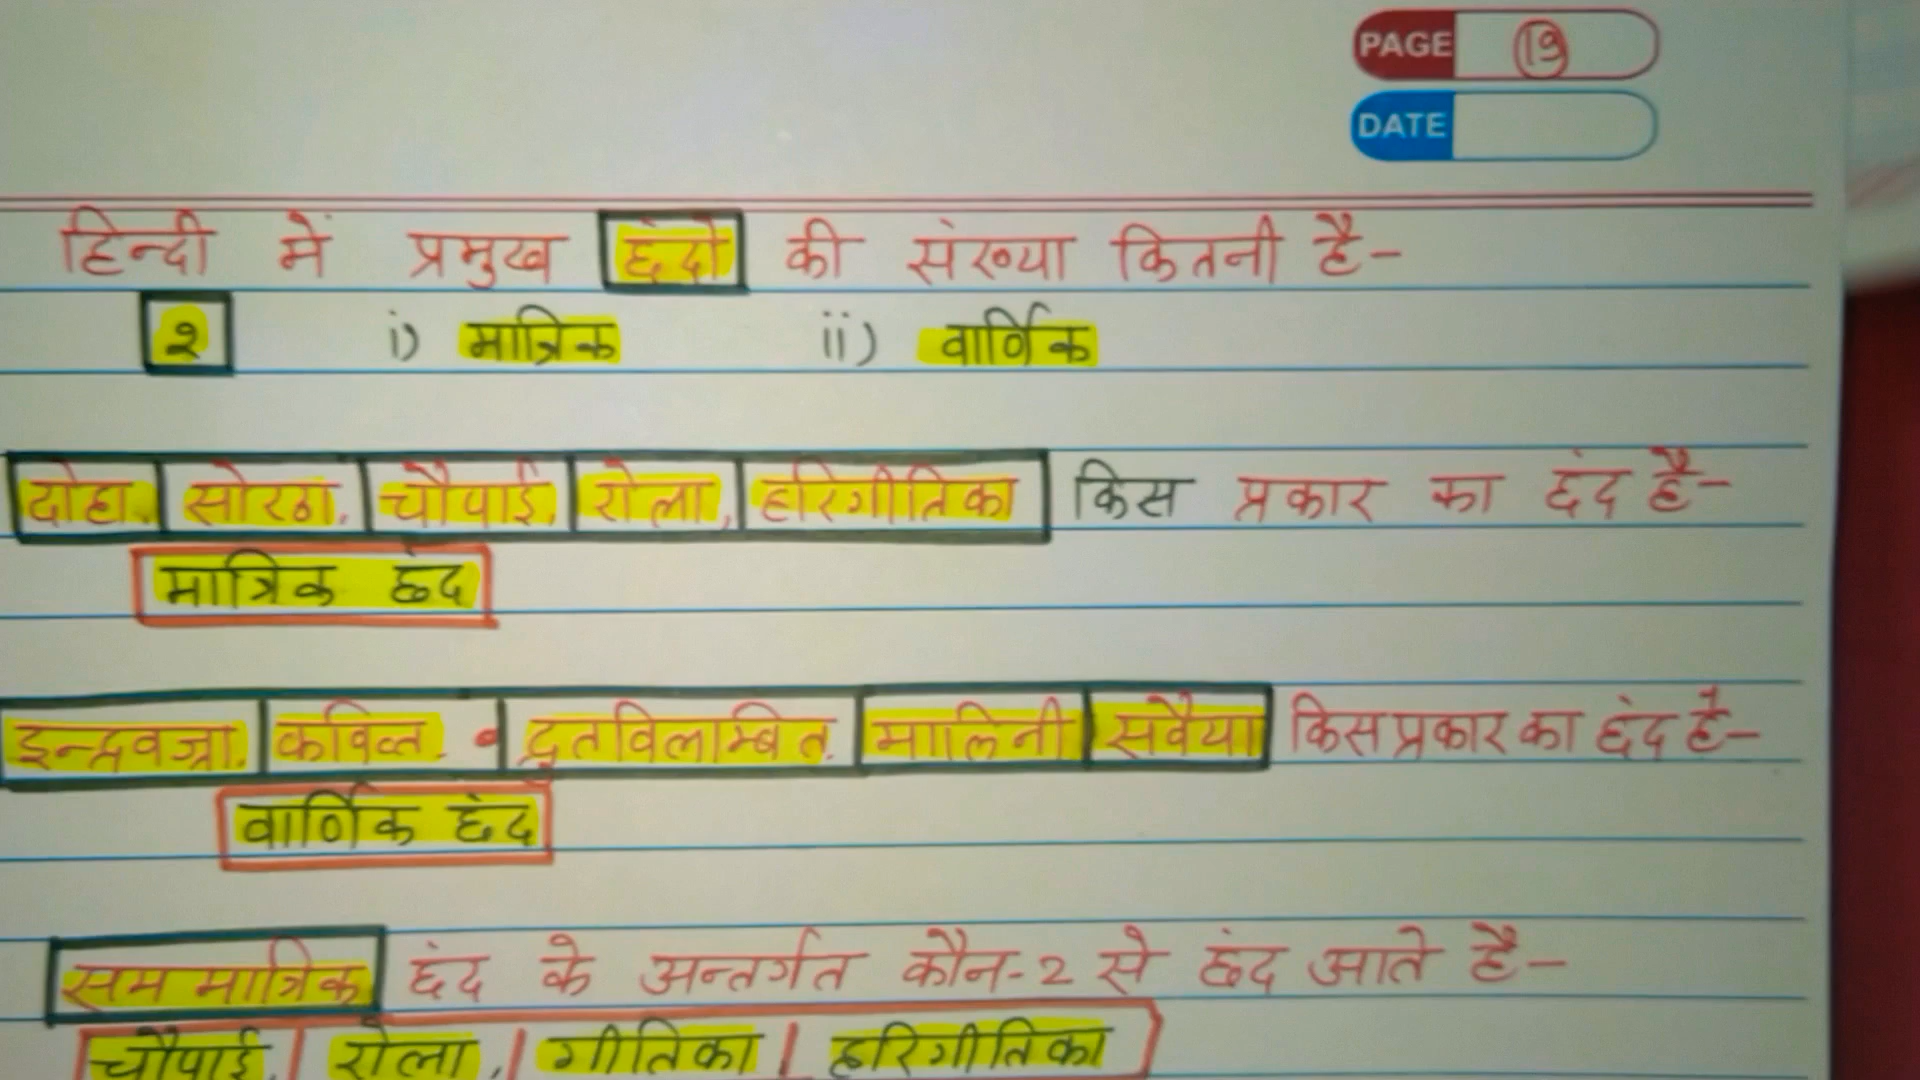 PAGE 19
DATE
हिन्दी में प्रमुख छंदों की संख्या कितनी है-
2 i) मात्रिक ii) वार्णिक
दोहा, सोरठा, चौपाई, रोला, हरिगीतिका किस प्रकार का छंद है-
मात्रिक छंद
इन्द्रवज्रा, कवित्त, द्रुतविलाम्बित, मालिनी सवैया किस प्रकार का छंद है-
वार्णिक छंद
सम मात्रिक छंद के अन्तर्गत कौन-2 से छंद आते है-
चौपाई, रोला, गीतिका, हरिगीतिका